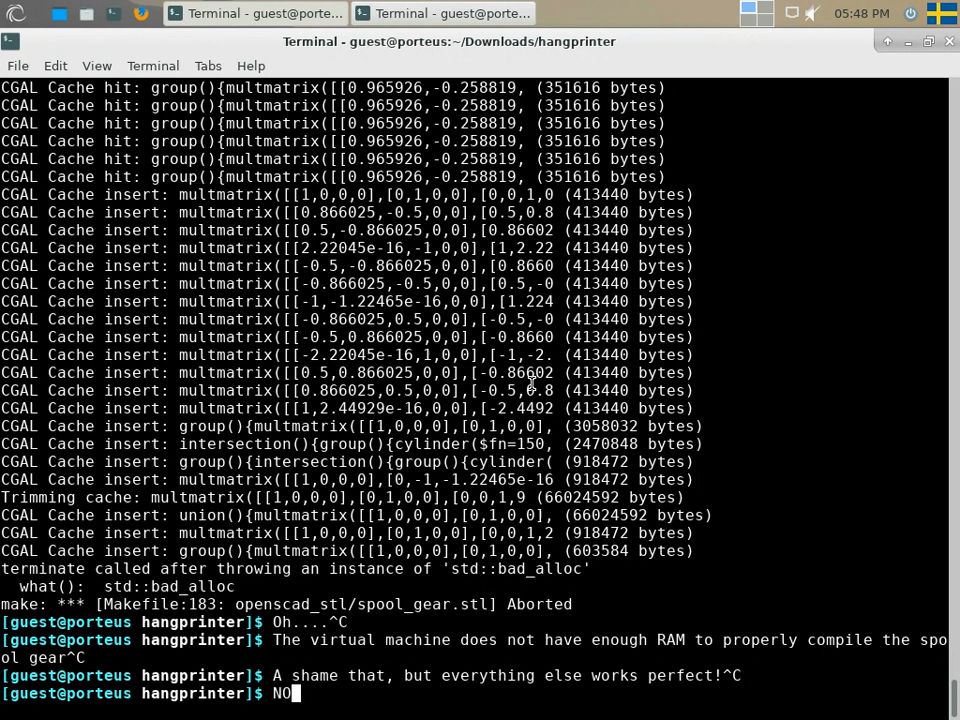 Terminal - guest@porte...
Terminal - guest@porte...
05:48 PM
Terminal - guest@porteus:~/Downloads/hangprinter
File Edit View Terminal Tabs Help
CGAL Cache hit: group(){multmatrix([[0.965926,-0.258819, (351616 bytes)
CGAL Cache hit: group(){multmatrix([[0.965926,-0.258819, (351616 bytes)
CGAL Cache hit: group(){multmatrix([[0.965926,-0.258819, (351616 bytes)
CGAL Cache hit: group(){multmatrix([[0.965926,-0.258819, (351616 bytes)
CGAL Cache hit: group(){multmatrix([[0.965926,-0.258819, (351616 bytes)
CGAL Cache hit: group(){multmatrix([[0.965926,-0.258819, (351616 bytes)
CGAL Cache insert: multmatrix([[1,0,0,0],[0,1,0,0],[0,0,1,0 (413440 bytes)
CGAL Cache insert: multmatrix([[0.866025,-0.5,0,0],[0.5,0.8 (413440 bytes)
CGAL Cache insert: multmatrix([[0.5,-0.866025,0,0],[0.86602 (413440 bytes)
CGAL Cache insert: multmatrix([[2.22045e-16,-1,0,0],[1,2.22 (413440 bytes)
CGAL Cache insert: multmatrix([[-0.5,-0.866025,0,0],[0.8660 (413440 bytes)
CGAL Cache insert: multmatrix([[-0.866025,-0.5,0,0],[0.5,-0 (413440 bytes)
CGAL Cache insert: multmatrix([[-1,-1.22465e-16,0,0],[1.224 (413440 bytes)
CGAL Cache insert: multmatrix([[-0.866025,0.5,0,0],[-0.5,-0 (413440 bytes)
CGAL Cache insert: multmatrix([[-0.5,0.866025,0,0],[-0.8660 (413440 bytes)
CGAL Cache insert: multmatrix([[-2.22045e-16,1,0,0],[-1,-2. (413440 bytes)
CGAL Cache insert: multmatrix([[0.5,0.866025,0,0],[-0.86602 (413440 bytes)
CGAL Cache insert: multmatrix([[0.866025,0.5,0,0],[-0.5,0.8 (413440 bytes)
CGAL Cache insert: multmatrix([[1,2.44929e-16,0,0],[-2.4492 (413440 bytes)
CGAL Cache insert: group(){multmatrix([[1,0,0,0],[0,1,0,0], (3058032 bytes)
CGAL Cache insert: intersection(){group(){cylinder($fn=150, (2470848 bytes)
CGAL Cache insert: group(){intersection(){group(){cylinder( (918472 bytes)
CGAL Cache insert: multmatrix([[1,0,0,0],[0,-1,-1.22465e-16 (918472 bytes)
Trimming cache: multmatrix([[1,0,0,0],[0,1,0,0],[0,0,1,9 (66024592 bytes)
CGAL Cache insert: union(){multmatrix([[1,0,0,0],[0,1,0,0], (66024592 bytes)
CGAL Cache insert: multmatrix([[1,0,0,0],[0,1,0,0],[0,0,1,2 (918472 bytes)
CGAL Cache insert: group(){multmatrix([[1,0,0,0],[0,1,0,0], (603584 bytes)
terminate called after throwing an instance of 'std::bad_alloc'
what(): std::bad_alloc
make: *** [Makefile:183: openscad_stl/spool_gear.stl] Aborted
[guest@porteus hangprinter]$ Oh....^C
[guest@porteus hangprinter]$ The virtual machine does not have enough RAM to properly compile the spo
ol gear^C
[guest@porteus hangprinter]$ A shame that, but everything else works perfect!^C
[guest@porteus hangprinter]$ NO